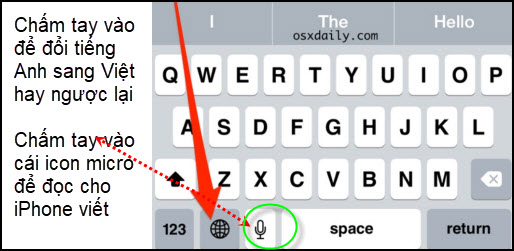 Chấm tay vào
để đổi tiếng
Anh sang Việt
hay ngược lại
Chấm tay vào
cái icon micrô
để đọc cho
iPhone viết
I The Hello
osxdaily.com
Q W E R T Y U I O P
A S D F G H J K L
Z X C V B N M
123 space return